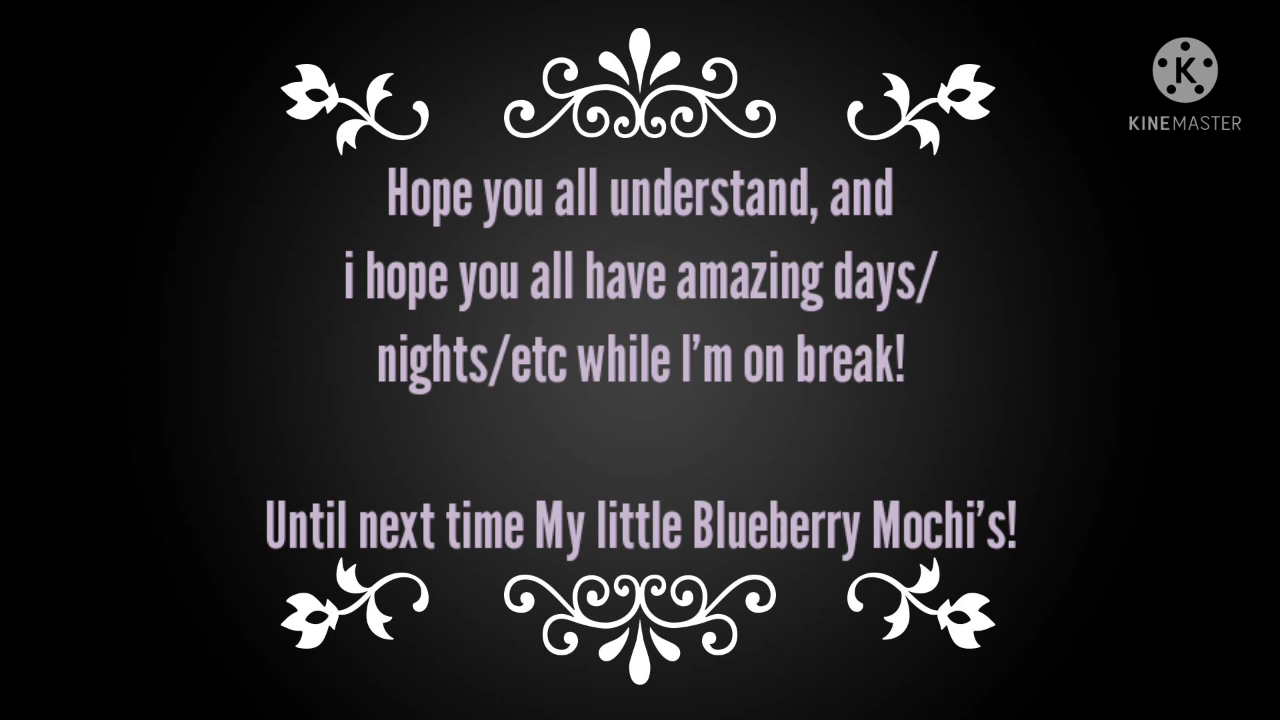 KINEMASTER
Hope you all understand, and
i hope you all have amazing days/
nights/etc while I'm on break!
Until next time My little Blueberry Mochi's!